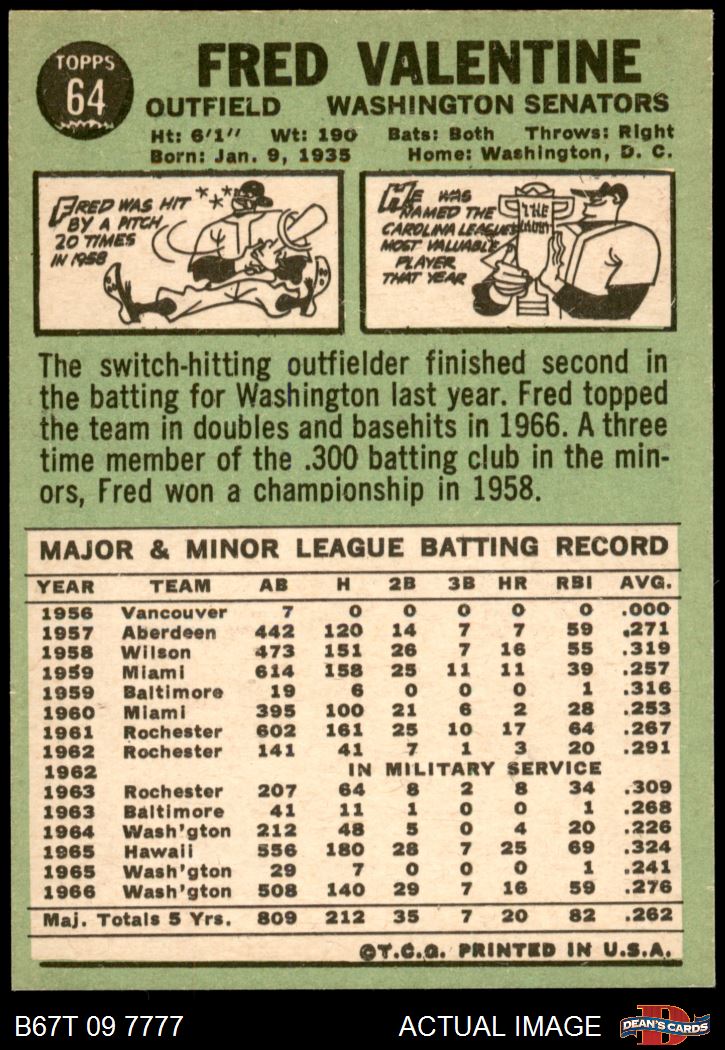 TOPPS
64
FRED VALENTINE
OUTFIELD WASHINGTON SENATORS
Ht: 6'1" Wt: 190 Bats: Both Throws: Right
Born: Jan. 9, 1935 Home: Washington, D. C.
FRED WAS HIT
BY A PITCH
20 TIMES
IN 1958
HE WAS
NAMED THE
CAROLINA LEAGUE'S
MOST VALUABLE
PLAYER
THAT YEAR
THE
The switch-hitting outfielder finished second in
the batting for Washington last year. Fred topped
the team in doubles and basehits in 1966. A three
time member of the .300 batting club in the min-
ors, Fred won a championship in 1958.
MAJOR & MINOR LEAGUE BATTING RECORD
YEAR TEAM AB H 2B 3B HR RBI AVG.
1956 Vancouver 7 0 0 0 0 0 .000
1957 Aberdeen 442 120 14 7 7 59 .271
1958 Wilson 473 151 26 7 16 55 .319
1959 Miami 614 158 25 11 11 39 .257
1959 Baltimore 19 6 0 0 0 1 .316
1960 Miami 395 100 21 6 2 28 .253
1961 Rochester 602 161 25 10 17 64 .267
1962 Rochester 141 41 7 1 3 20 .291
1962 IN MILITARY SERVICE
1963 Rochester 207 64 8 2 8 34 .309
1963 Baltimore 41 11 1 0 0 1 .268
1964 Wash'gton 212 48 5 0 4 20 .226
1965 Hawaii 556 180 28 7 25 69 .324
1965 Wash'gton 29 7 0 0 0 1 .241
1966 Wash'gton 508 140 29 7 16 59 .276
Maj. Totals 5 Yrs. 809 212 35 7 20 82 .262
©T.C.G. PRINTED IN U.S.A.
B67T 09 7777 ACTUAL IMAGE
D
DEAN'S CARDS